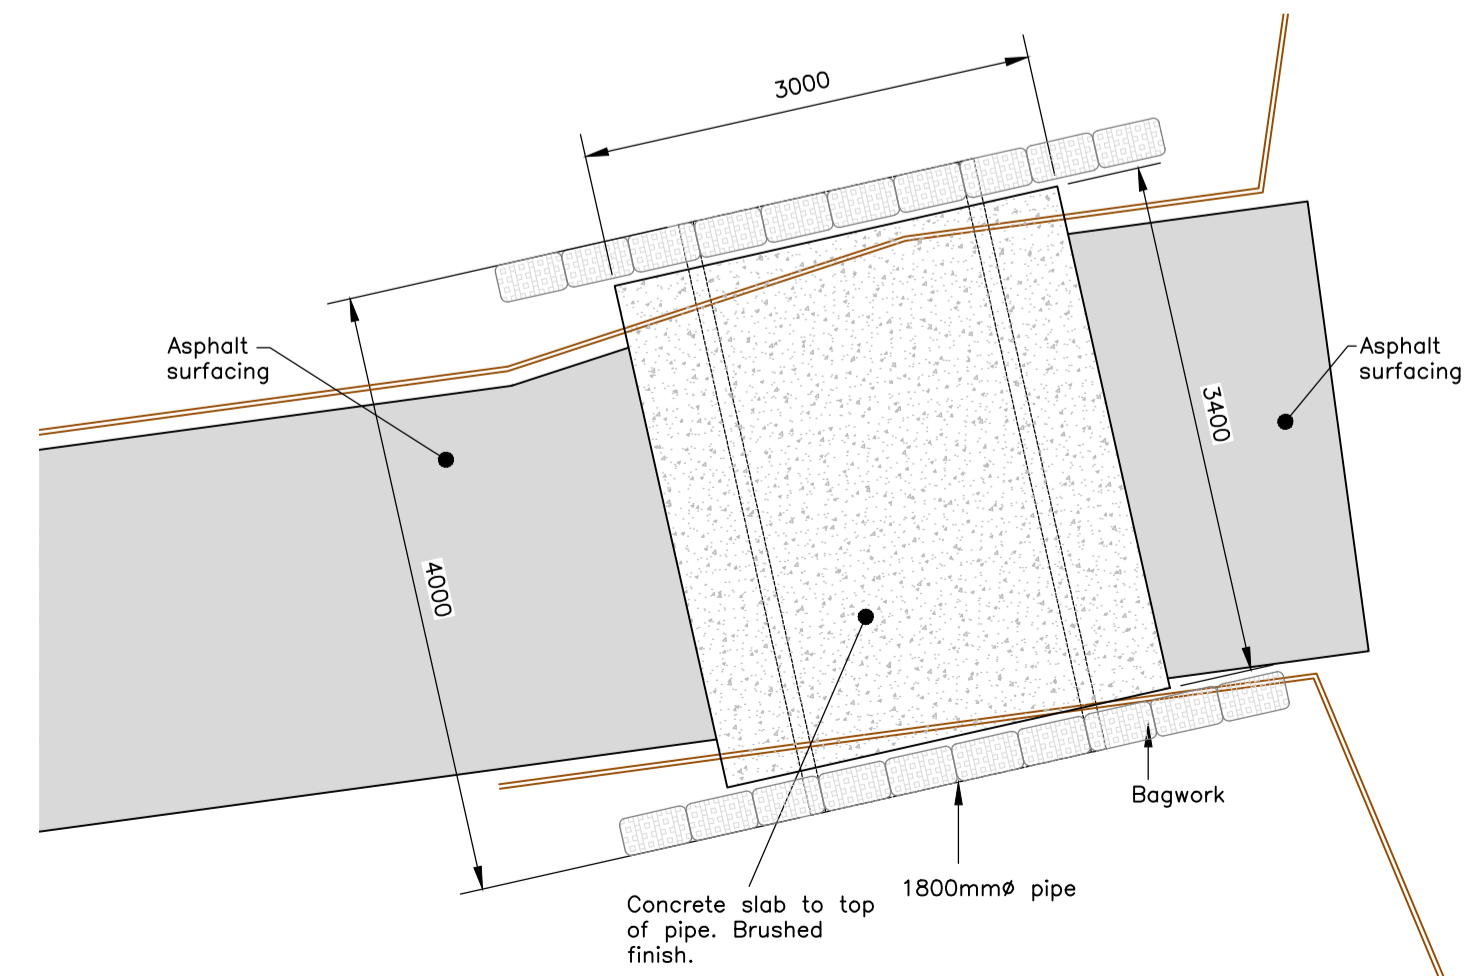 3000
Asphalt
surfacing
Asphalt
surfacing
3400
4000
Bagwork
1800mmø pipe
Concrete slab to top
of pipe. Brushed
finish.